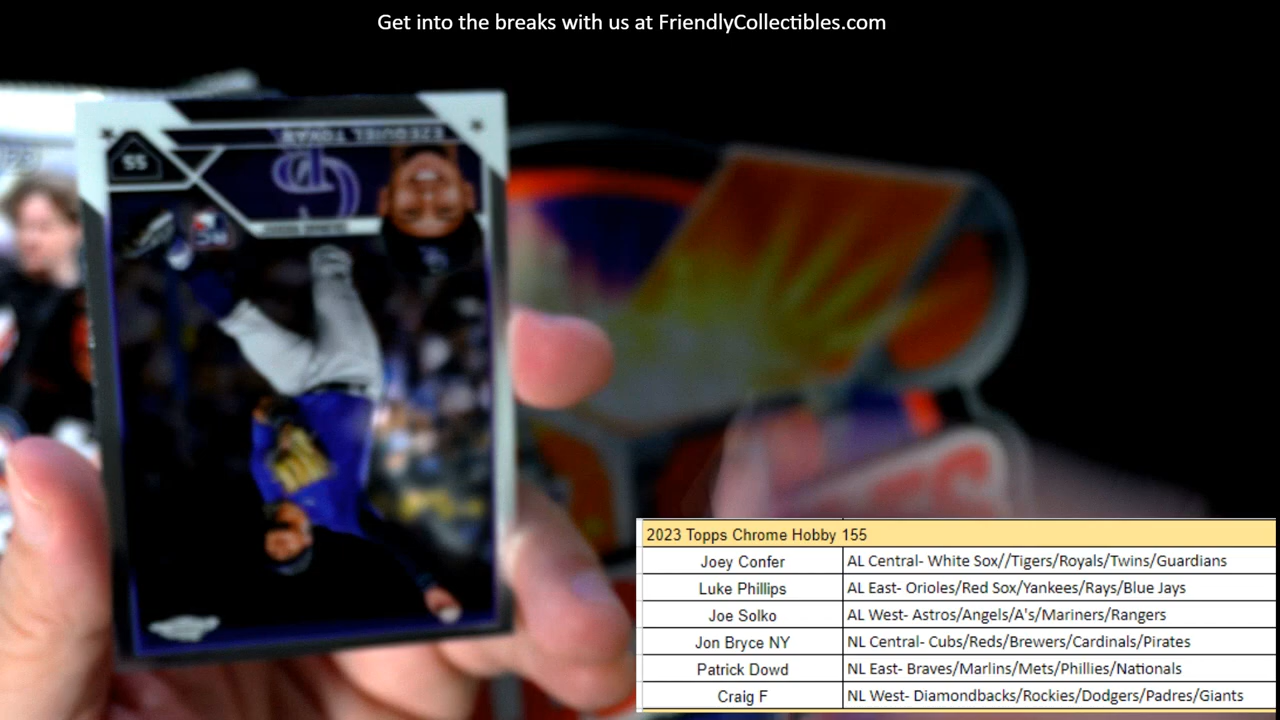 Get into the breaks with us at FriendlyCollectibles.com
EZEQUIEL TOVAR
55
2023 Topps Chrome Hobby 155
Joey Confer AL Central- White Sox//Tigers/Royals/Twins/Guardians
Luke Phillips AL East- Orioles/Red Sox/Yankees/Rays/Blue Jays
Joe Solko AL West- Astros/Angels/A's/Mariners/Rangers
Jon Bryce NY NL Central- Cubs/Reds/Brewers/Cardinals/Pirates
Patrick Dowd NL East- Braves/Marlins/Mets/Phillies/Nationals
Craig F NL West- Diamondbacks/Rockies/Dodgers/Padres/Giants